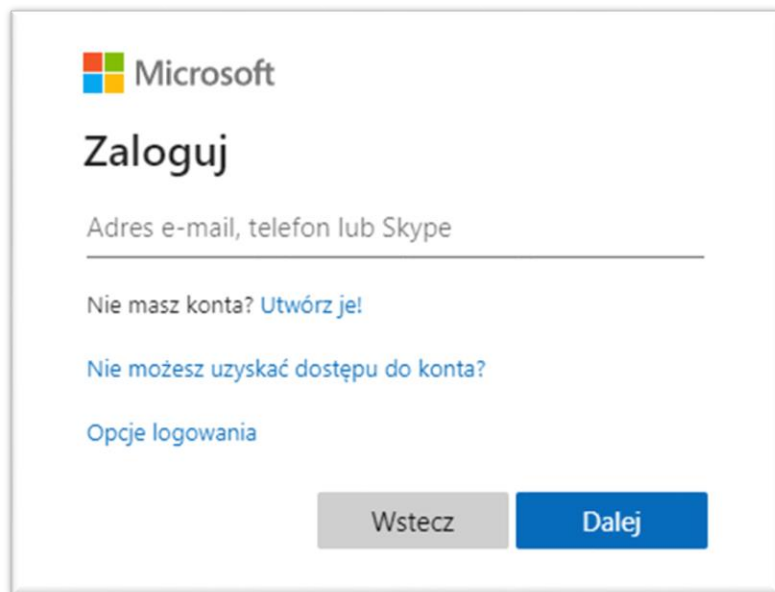 Microsoft
Zaloguj
Adres e-mail, telefon lub Skype
Nie masz konta? Utwórz je!
Nie możesz uzyskać dostępu do konta?
Opcje logowania
Wstecz Dalej